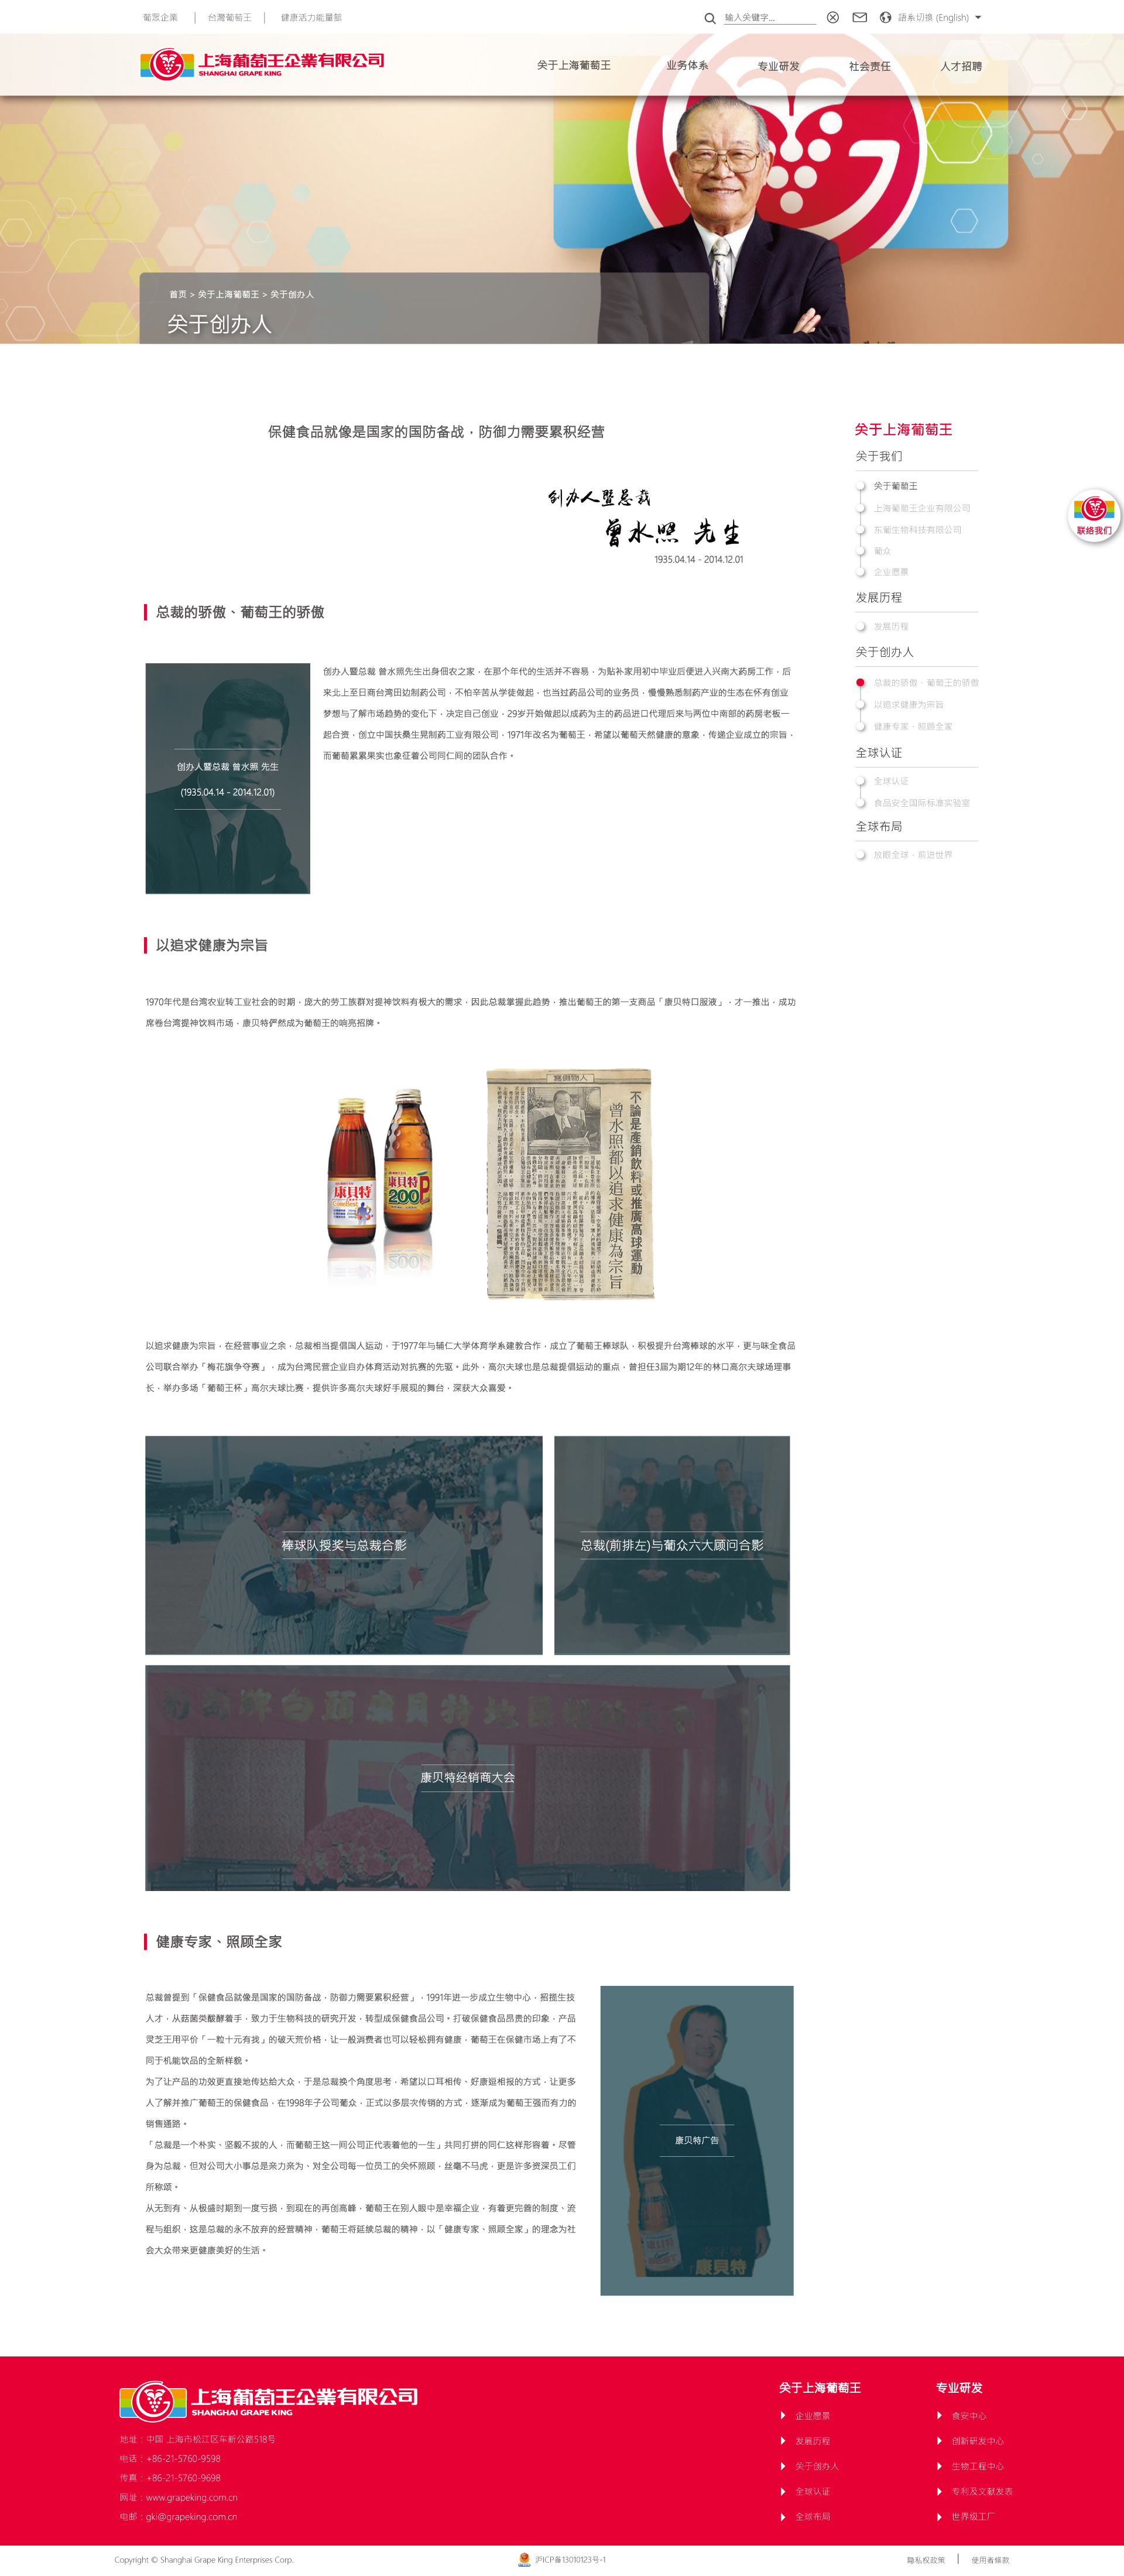 葡眾企業
台灣葡萄王
健康活力能量館
输入关键字...
語系切換 (English)
上海葡萄王企業有限公司
SHANGHAI GRAPE KING
关于上海葡萄王
业务体系
专业研发
社会责任
人才招聘
首页 > 关于上海葡萄王 > 关于创办人
关于创办人
保健食品就像是国家的国防备战，防御力需要累积经营
创办人暨总裁
曾水照 先生
1935.04.14 - 2014.12.01
总裁的骄傲、葡萄王的骄傲
创办人暨总裁 曾水照 先生
(1935.04.14 - 2014.12.01)
创办人暨总裁 曾水照先生出身佃农之家，在那个年代的生活并不容易，为贴补家用初中毕业后便进入兴南大药房工作，后
来北上至日商台湾田边制药公司，不怕辛苦从学徒做起，也当过药品公司的业务员，慢慢熟悉制药产业的生态在怀有创业
梦想与了解市场趋势的变化下，决定自己创业，29岁开始做起以成药为主的药品进口代理后来与两位中南部的药房老板一
起合资，创立中国扶桑生晃制药工业有限公司，1971年改名为葡萄王，希望以葡萄天然健康的意象，传递企业成立的宗旨，
而葡萄累累果实也象征着公司同仁间的团队合作。
以追求健康为宗旨
1970年代是台湾农业转工业社会的时期，庞大的劳工族群对提神饮料有极大的需求，因此总裁掌握此趋势，推出葡萄王的第一支商品「康贝特口服液」，才一推出，成功
席卷台湾提神饮料市场，康贝特俨然成为葡萄王的响亮招牌。
康貝特
康貝特
200P
不論是產銷飲料或推廣高球運動
曾水照都以追求健康為宗旨
以追求健康为宗旨，在经营事业之余，总裁相当提倡国人运动，于1977年与辅仁大学体育学系建教合作，成立了葡萄王棒球队，积极提升台湾棒球的水平，更与味全食品
公司联合举办「梅花旗争夺赛」，成为台湾民营企业自办体育活动对抗赛的先驱。此外，高尔夫球也是总裁提倡运动的重点，曾担任3届为期12年的林口高尔夫球场理事
长，举办多场「葡萄王杯」高尔夫球比赛，提供许多高尔夫球好手展现的舞台，深获大众喜爱。
棒球队授奖与总裁合影
总裁(前排左)与葡众六大顾问合影
康贝特经销商大会
健康专家、照顾全家
总裁曾提到「保健食品就像是国家的国防备战，防御力需要累积经营」，1991年进一步成立生物中心，招揽生技
人才，从菇菌类酦酵着手，致力于生物科技的研究开发，转型成保健食品公司。打破保健食品昂贵的印象，产品
灵芝王用平价「一粒十元有找」的破天荒价格，让一般消费者也可以轻松拥有健康，葡萄王在保健市场上有了不
同于机能饮品的全新样貌。
为了让产品的功效更直接地传达给大众，于是总裁换个角度思考，希望以口耳相传、好康逗相报的方式，让更多
人了解并推广葡萄王的保健食品，在1998年子公司葡众，正式以多层次传销的方式，逐渐成为葡萄王强而有力的
销售通路。
「总裁是一个朴实、坚毅不拔的人，而葡萄王这一间公司正代表着他的一生」共同打拼的同仁这样形容着。尽管
身为总裁，但对公司大小事总是亲力亲为、对全公司每一位员工的关怀照顾，丝毫不马虎，更是许多资深员工们
所称颂。
从无到有、从极盛时期到一度亏损，到现在的再创高峰，葡萄王在别人眼中是幸福企业，有着更完善的制度、流
程与组织，这是总裁的永不放弃的经营精神，葡萄王将延续总裁的精神，以「健康专家、照顾全家」的理念为社
会大众带来更健康美好的生活。
康贝特广告
康貝特
关于上海葡萄王
关于我们
关于葡萄王
上海葡萄王企业有限公司
东葡生物科技有限公司
葡众
企业愿景
发展历程
发展历程
关于创办人
总裁的骄傲、葡萄王的骄傲
以追求健康为宗旨
健康专家、照顾全家
全球认证
全球认证
食品安全国际标准实验室
全球布局
放眼全球，前进世界
联络我们
上海葡萄王企業有限公司
SHANGHAI GRAPE KING
地址：中国 上海市松江区车新公路518号
电话：+86-21-5760-9598
传真：+86-21-5760-9698
网址：www.grapeking.com.cn
电邮：gki@grapeking.com.cn
关于上海葡萄王
企业愿景
发展历程
关于创办人
全球认证
全球布局
专业研发
食安中心
创新研发中心
生物工程中心
专利及文献发表
世界级工厂
Copyright © Shanghai Grape King Enterprises Corp.
沪ICP备13010123号-1
隐私权政策
使用者条款